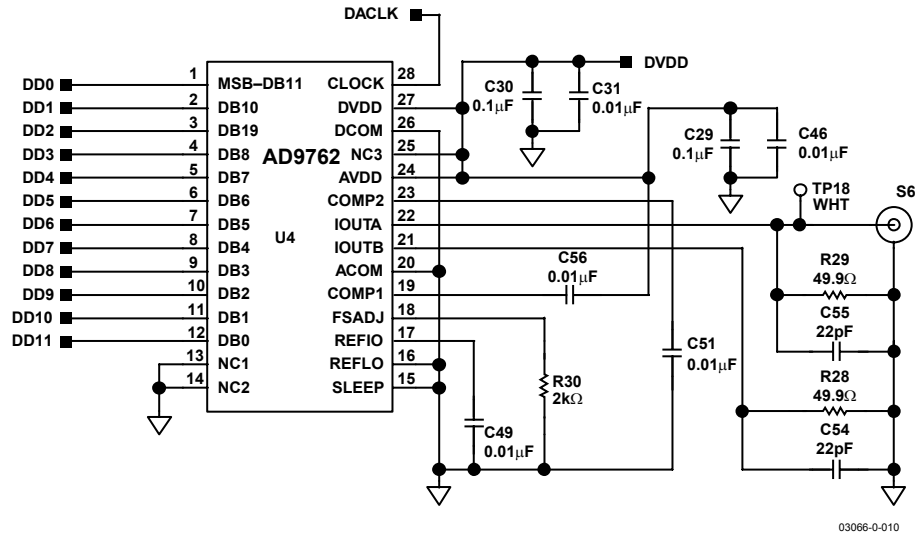 DACLK
DD0
DD1
DD2
DD3
DD4
DD5
DD6
DD7
DD8
DD9
DD10
DD11
1
2
3
4
5
6
7
8
9
10
11
12
13
14
MSB–DB11
DB10
DB19
DB8
DB7
DB6
DB5
DB4
DB3
DB2
DB1
DB0
NC1
NC2
AD9762
U4
CLOCK
DVDD
DCOM
NC3
AVDD
COMP2
IOUTA
IOUTB
ACOM
COMP1
FSADJ
REFIO
REFLO
SLEEP
28
27
26
25
24
23
22
21
20
19
18
17
16
15
DVDD
C30
0.1μF
C31
0.01μF
C29
0.1μF
C46
0.01μF
TP18
WHT
S6
C56
0.01μF
R29
49.9Ω
C55
22pF
C51
0.01μF
R28
49.9Ω
C54
22pF
R30
2kΩ
C49
0.01μF
03066-0-010